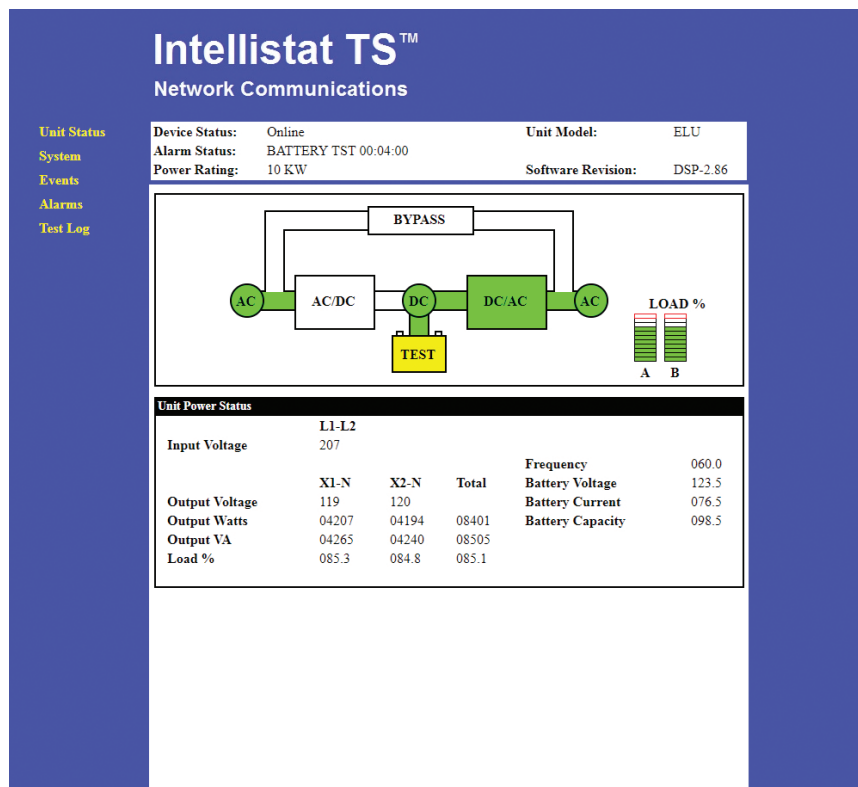 Intellistat TS™
Network Communications
Unit Status
System
Events
Alarms
Test Log
Device Status: Online Unit Model: ELU
Alarm Status: BATTERY TST 00:04:00
Power Rating: 10 KW Software Revision: DSP-2.86
BYPASS
AC AC/DC DC DC/AC AC
TEST
LOAD %
A B
Unit Power Status
L1-L2
Input Voltage 207
Frequency 060.0
X1-N X2-N Total Battery Voltage 123.5
Output Voltage 119 120 Battery Current 076.5
Output Watts 04207 04194 08401 Battery Capacity 098.5
Output VA 04265 04240 08505
Load % 085.3 084.8 085.1